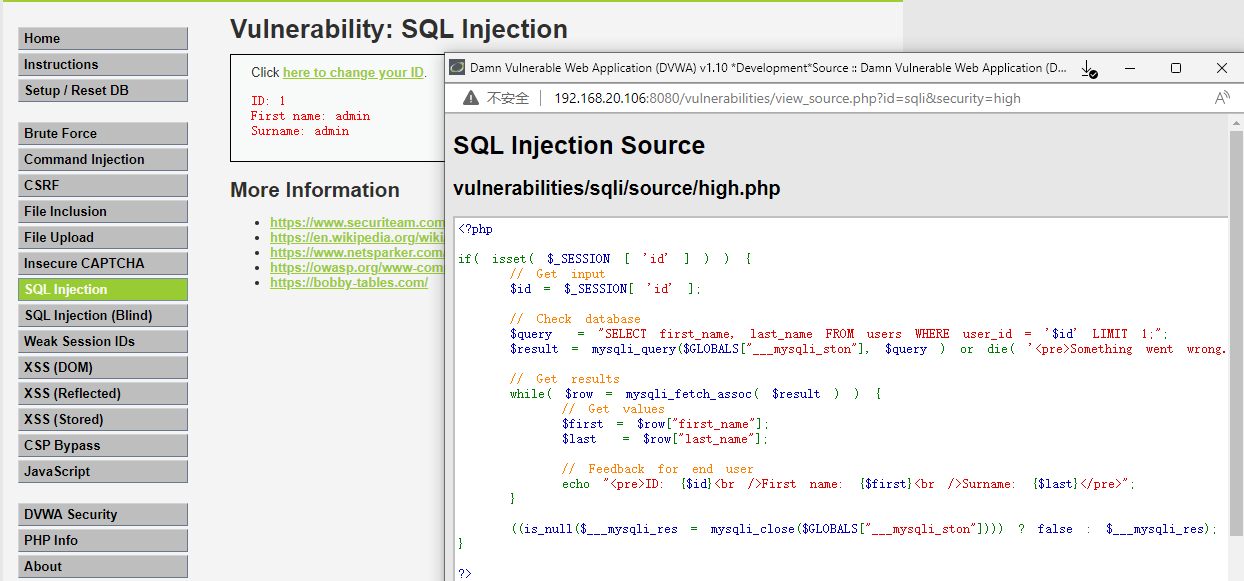 Home
Instructions
Setup / Reset DB
Brute Force
Command Injection
CSRF
File Inclusion
File Upload
Insecure CAPTCHA
SQL Injection
SQL Injection (Blind)
Weak Session IDs
XSS (DOM)
XSS (Reflected)
XSS (Stored)
CSP Bypass
JavaScript
DVWA Security
PHP Info
About
Vulnerability: SQL Injection
Click here to change your ID.
ID: 1
First name: admin
Surname: admin
More Information
https://www.securiteam.com
https://en.wikipedia.org/wiki
https://www.netsparker.com/
https://owasp.org/www-com
https://bobby-tables.com/
Damn Vulnerable Web Application (DVWA) v1.10 *Development*Source :: Damn Vulnerable Web Application (D...
不安全 192.168.20.106:8080/vulnerabilities/view_source.php?id=sqli&security=high
SQL Injection Source
vulnerabilities/sqli/source/high.php
<?php
if( isset( $_SESSION [ 'id' ] ) ) {
// Get input
$id = $_SESSION[ 'id' ];
// Check database
$query = "SELECT first_name, last_name FROM users WHERE user_id = '$id' LIMIT 1;";
$result = mysqli_query($GLOBALS["___mysqli_ston"], $query ) or die( '<pre>Something went wrong.
// Get results
while( $row = mysqli_fetch_assoc( $result ) ) {
// Get values
$first = $row["first_name"];
$last = $row["last_name"];
// Feedback for end user
echo "<pre>ID: {$id}<br />First name: {$first}<br />Surname: {$last}</pre>";
}
((is_null($___mysqli_res = mysqli_close($GLOBALS["___mysqli_ston"]))) ? false : $___mysqli_res);
}
?>